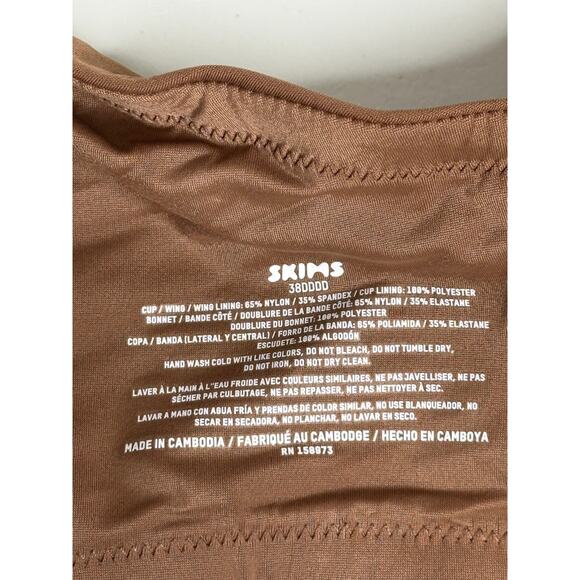 SKIMS
38DDDD
CUP / WING / WING LINING: 65% NYLON / 35% SPANDEX / CUP LINING: 100% POLYESTER
BONNET / BANDE CÔTÉ / DOUBLURE DE LA BANDE CÔTÉ: 65% NYLON / 35% ELASTANE
DOUBLURE DU BONNET: 100% POLYESTER
COPA / BANDA (LATERAL Y CENTRAL) / FORRO DE LA BANDA: 65% POLIAMIDA / 35% ELASTANE
ESCUDETE: 100% ALGODÓN
HAND WASH COLD WITH LIKE COLORS, DO NOT BLEACH, DO NOT TUMBLE DRY,
DO NOT IRON, DO NOT DRY CLEAN.
LAVER À LA MAIN À L"EAU FROIDE AVEC COULEURS SIMILAIRES, NE PAS JAVELLISER, NE PAS
SÉCHER PAR CULBUTAGE, NE PAS REPASSER, NE PAS NETTOYER À SEC.
LAVAR A MANO CON AGUA FRÍA Y PRENDAS DE COLOR SIMILAR, NO USE BLANQUEADOR, NO
SECAR EN SECADORA, NO PLANCHAR, NO LAVAR EN SECO.
MADE IN CAMBODIA / FABRIQUÉ AU CAMBODGE / HECHO EN CAMBOYA
RN 158973